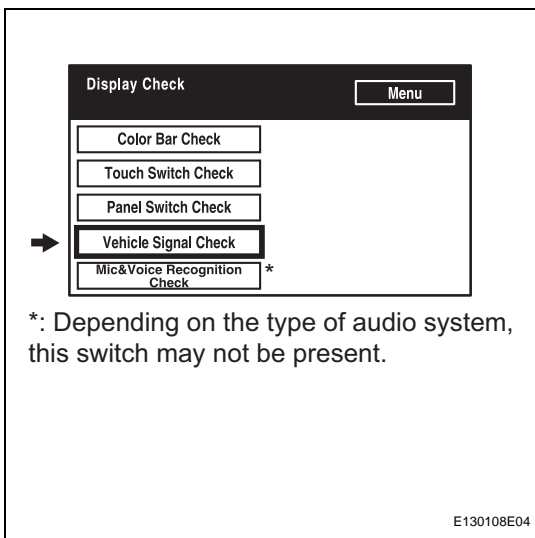 Display Check
Menu
Color Bar Check
Touch Switch Check
Panel Switch Check
Vehicle Signal Check
Mic&Voice Recognition
Check
*
*: Depending on the type of audio system,
this switch may not be present.
E130108E04